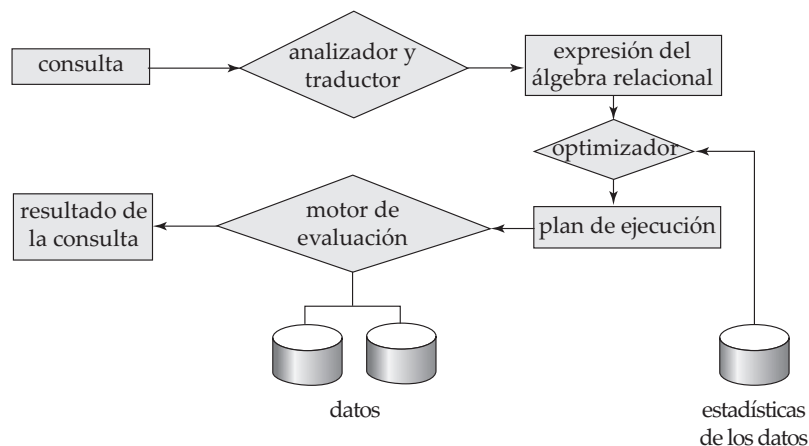 consulta
analizador y
traductor
expresión del
álgebra relacional
optimizador
resultado de
la consulta
motor de
evaluación
plan de ejecución
datos
estadísticas
de los datos